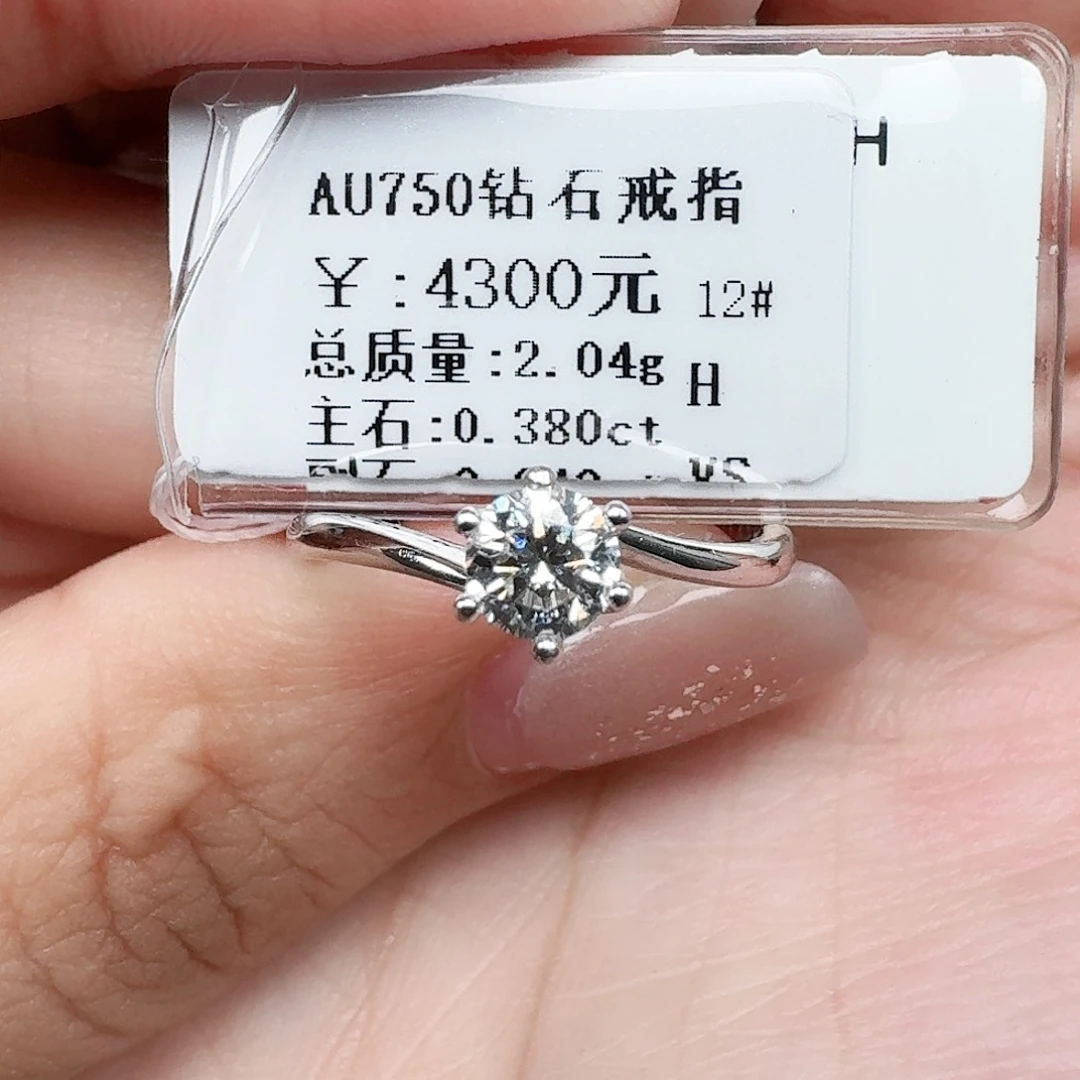 H
AU750钻石戒指
￥:4300元 12#
总质量:2.04g H
主石:0.380ct
VS